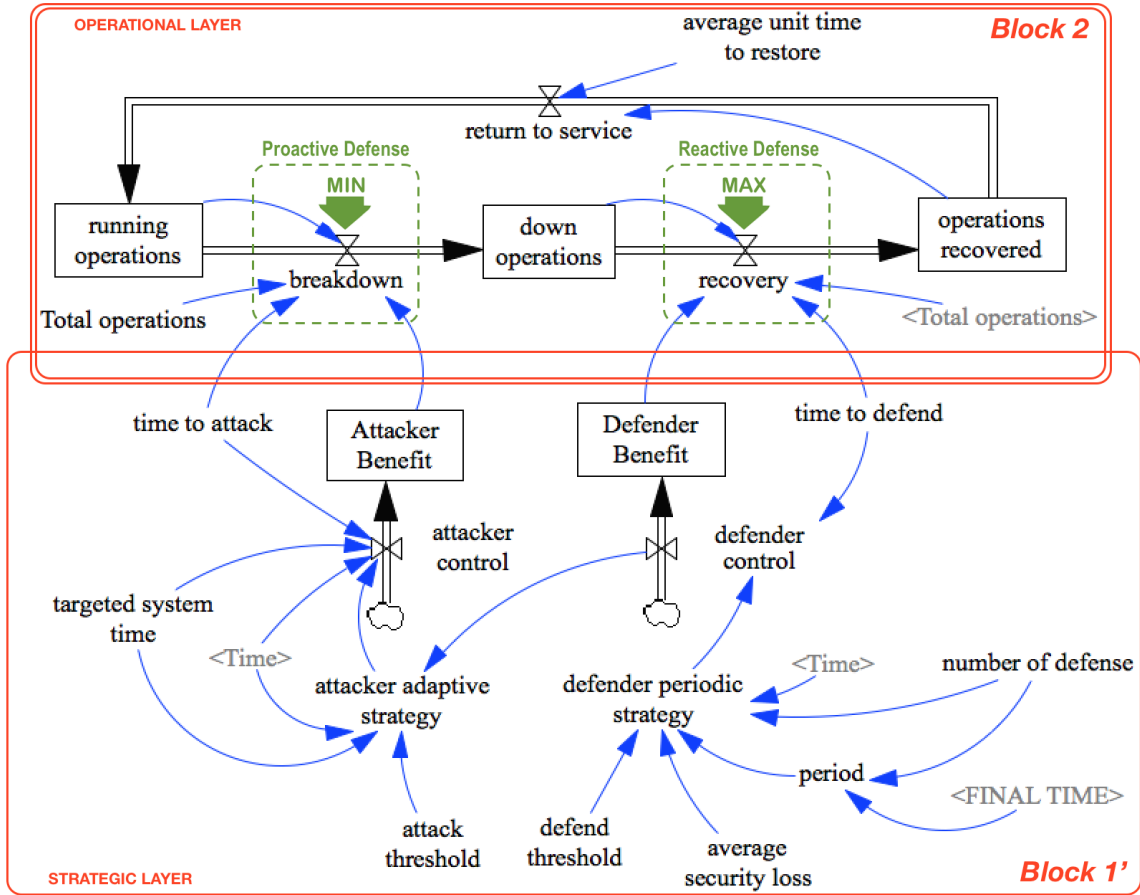 OPERATIONAL LAYER
average unit time
to restore
Block 2
return to service
Proactive Defense
MIN
Reactive Defense
MAX
running
operations
down
operations
operations
recovered
breakdown
recovery
Total operations
<Total operations>
time to attack
Attacker
Benefit
Defender
Benefit
time to defend
attacker
control
defender
control
targeted system
time
<Time>
attacker adaptive
strategy
defender periodic
strategy
<Time>
number of defense
period
<FINAL TIME>
attack
threshold
defend
threshold
average
security loss
STRATEGIC LAYER
Block 1’